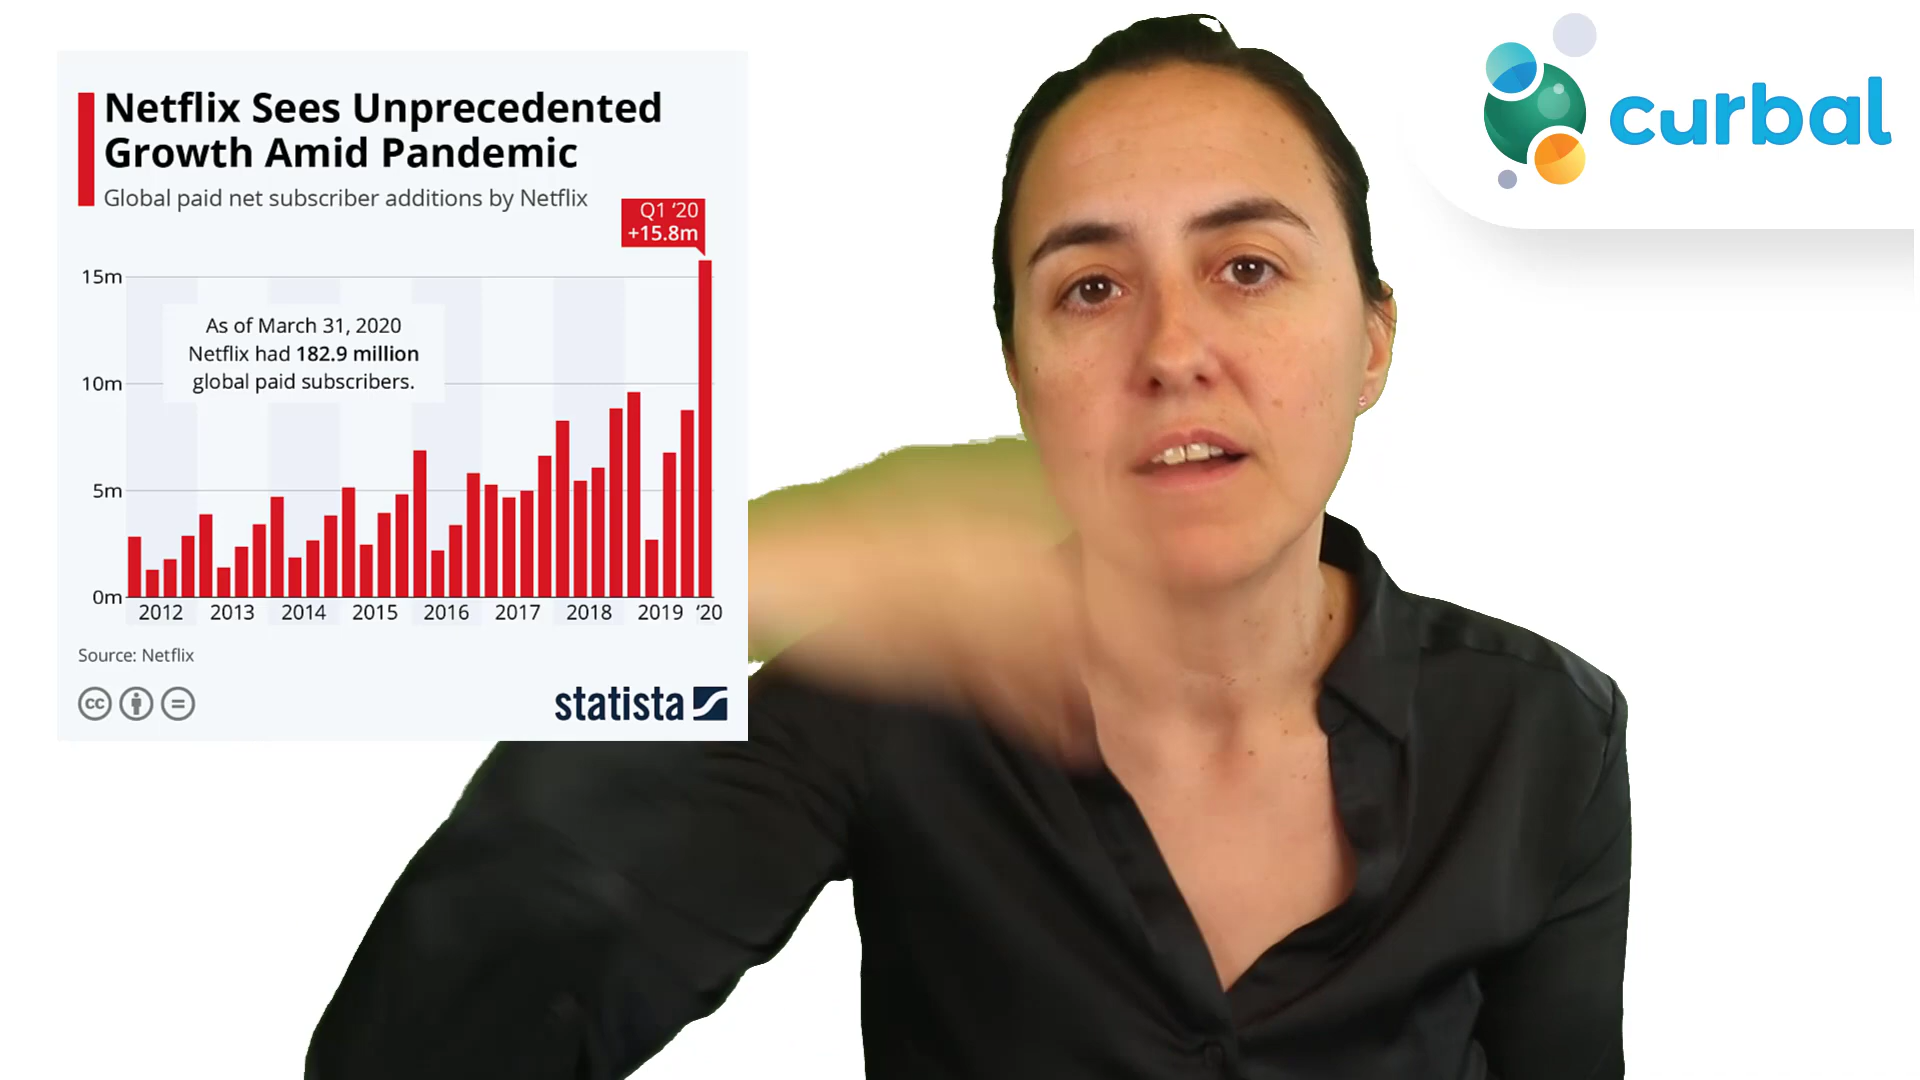 Netflix Sees Unprecedented
Growth Amid Pandemic
Global paid net subscriber additions by Netflix
Q1 ‘20
+15.8m
15m
As of March 31, 2020
Netflix had 182.9 million
global paid subscribers.
10m
5m
0m
2012 2013 2014 2015 2016 2017 2018 2019 ‘20
Source: Netflix
cc
statista
curbal